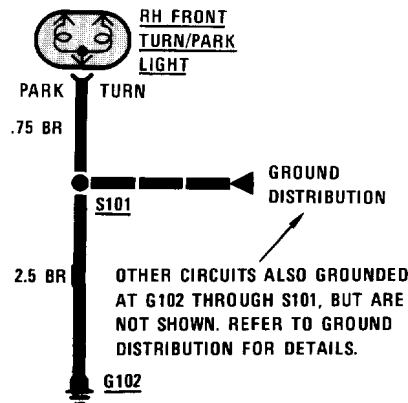 RH FRONT
TURN/PARK
LIGHT
PARK TURN
.75 BR
GROUND
DISTRIBUTION
S101
2.5 BR
OTHER CIRCUITS ALSO GROUNDED
AT G102 THROUGH S101, BUT ARE
NOT SHOWN. REFER TO GROUND
DISTRIBUTION FOR DETAILS.
G102